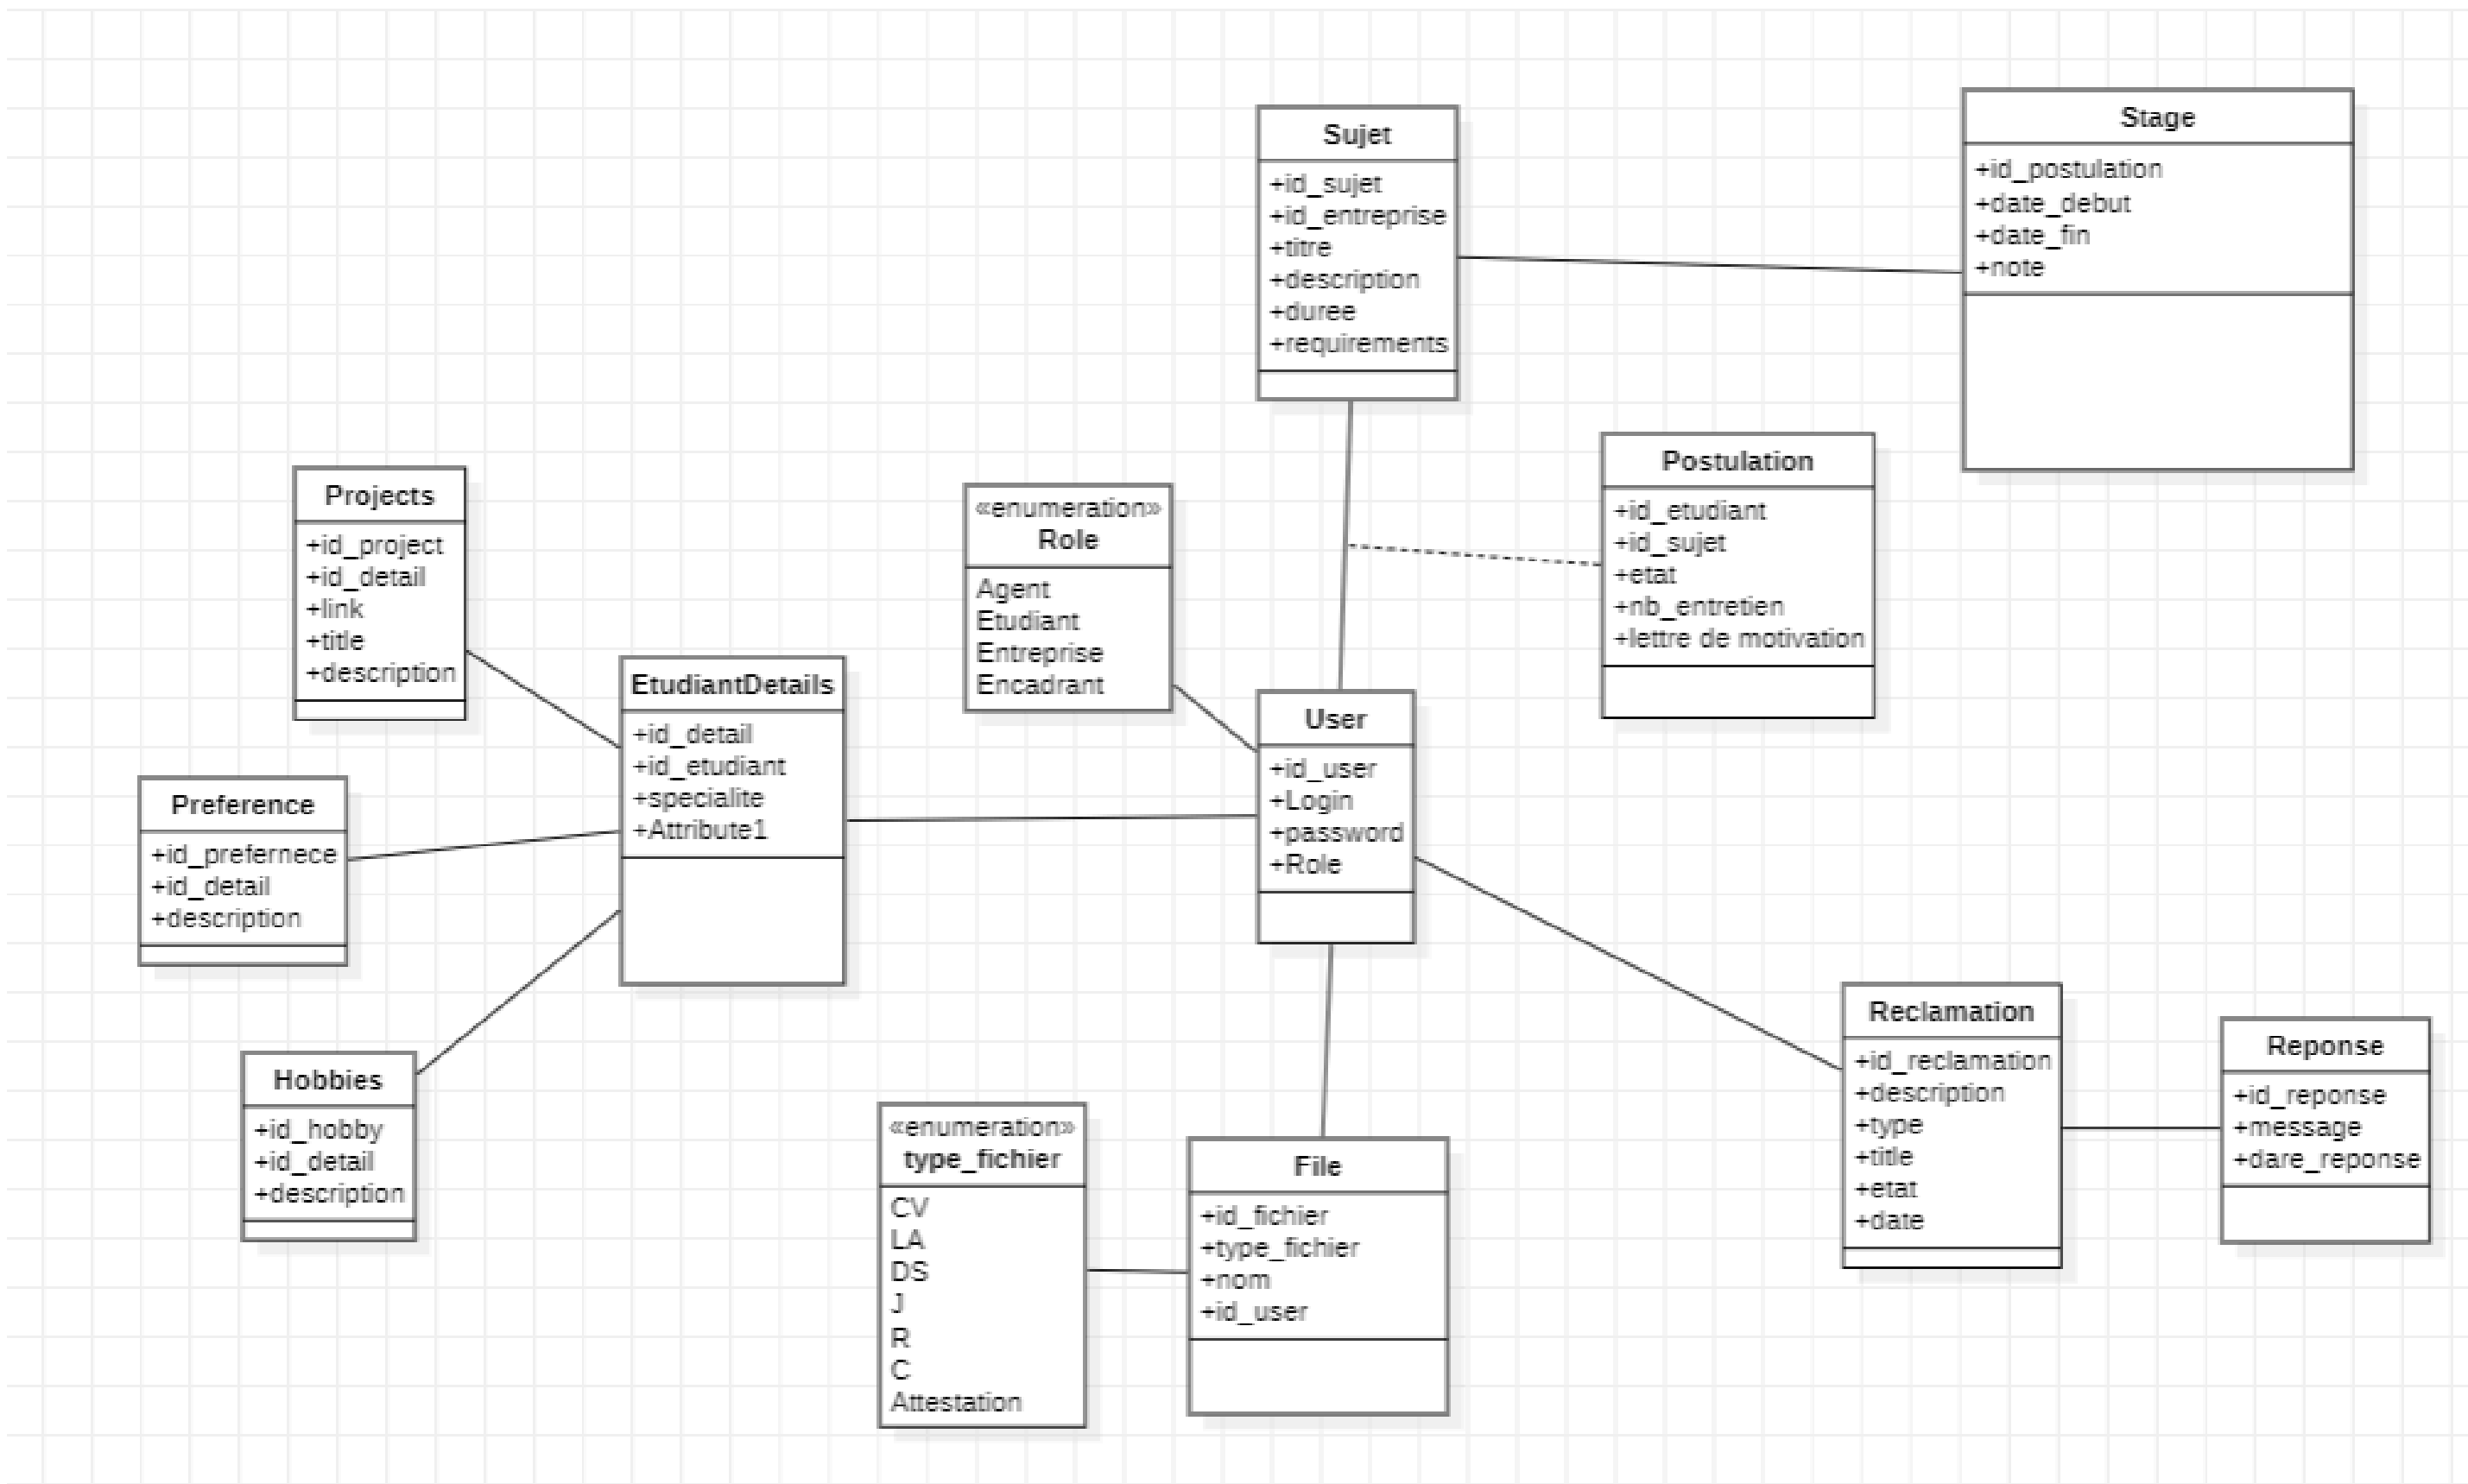 Sujet
+id_sujet
+id_entreprise
+titre
+description
+duree
+requirements
Stage
+id_postulation
+date_debut
+date_fin
+note
Postulation
+id_etudiant
+id_sujet
+etat
+nb_entretien
+lettre de motivation
Projects
+id_project
+id_detail
+link
+title
+description
«enumeration»
Role
Agent
Etudiant
Entreprise
Encadrant
EtudiantDetails
+id_detail
+id_etudiant
+specialite
+Attribute1
User
+id_user
+Login
+password
+Role
Preference
+id_prefernece
+id_detail
+description
Hobbies
+id_hobby
+id_detail
+description
«enumeration»
type_fichier
CV
LA
DS
J
R
C
Attestation
File
+id_fichier
+type_fichier
+nom
+id_user
Reclamation
+id_reclamation
+description
+type
+title
+etat
+date
Reponse
+id_reponse
+message
+dare_reponse